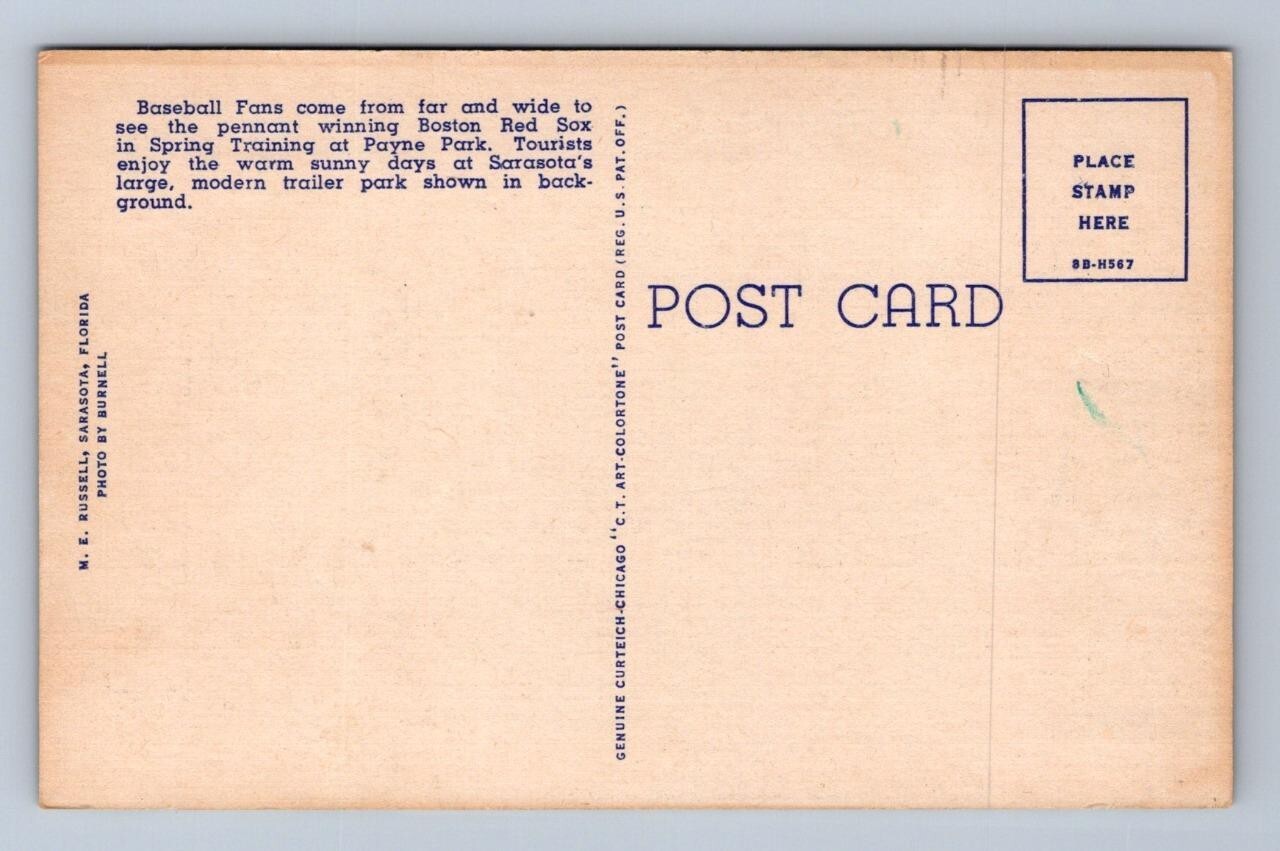 Baseball Fans come from far and wide to
see the pennant winning Boston Red Sox
in Spring Training at Payne Park. Tourists
enjoy the warm sunny days at Sarasota's
large, modern trailer park shown in back-
ground.
M. E. RUSSELL, SARASOTA, FLORIDA
PHOTO BY BURNELL
GENUINE CURTEICH-CHICAGO "C.T. ART-COLORTONE" POST CARD (REG. U.S. PAT. OFF.)
POST CARD
PLACE
STAMP
HERE
8B-H567